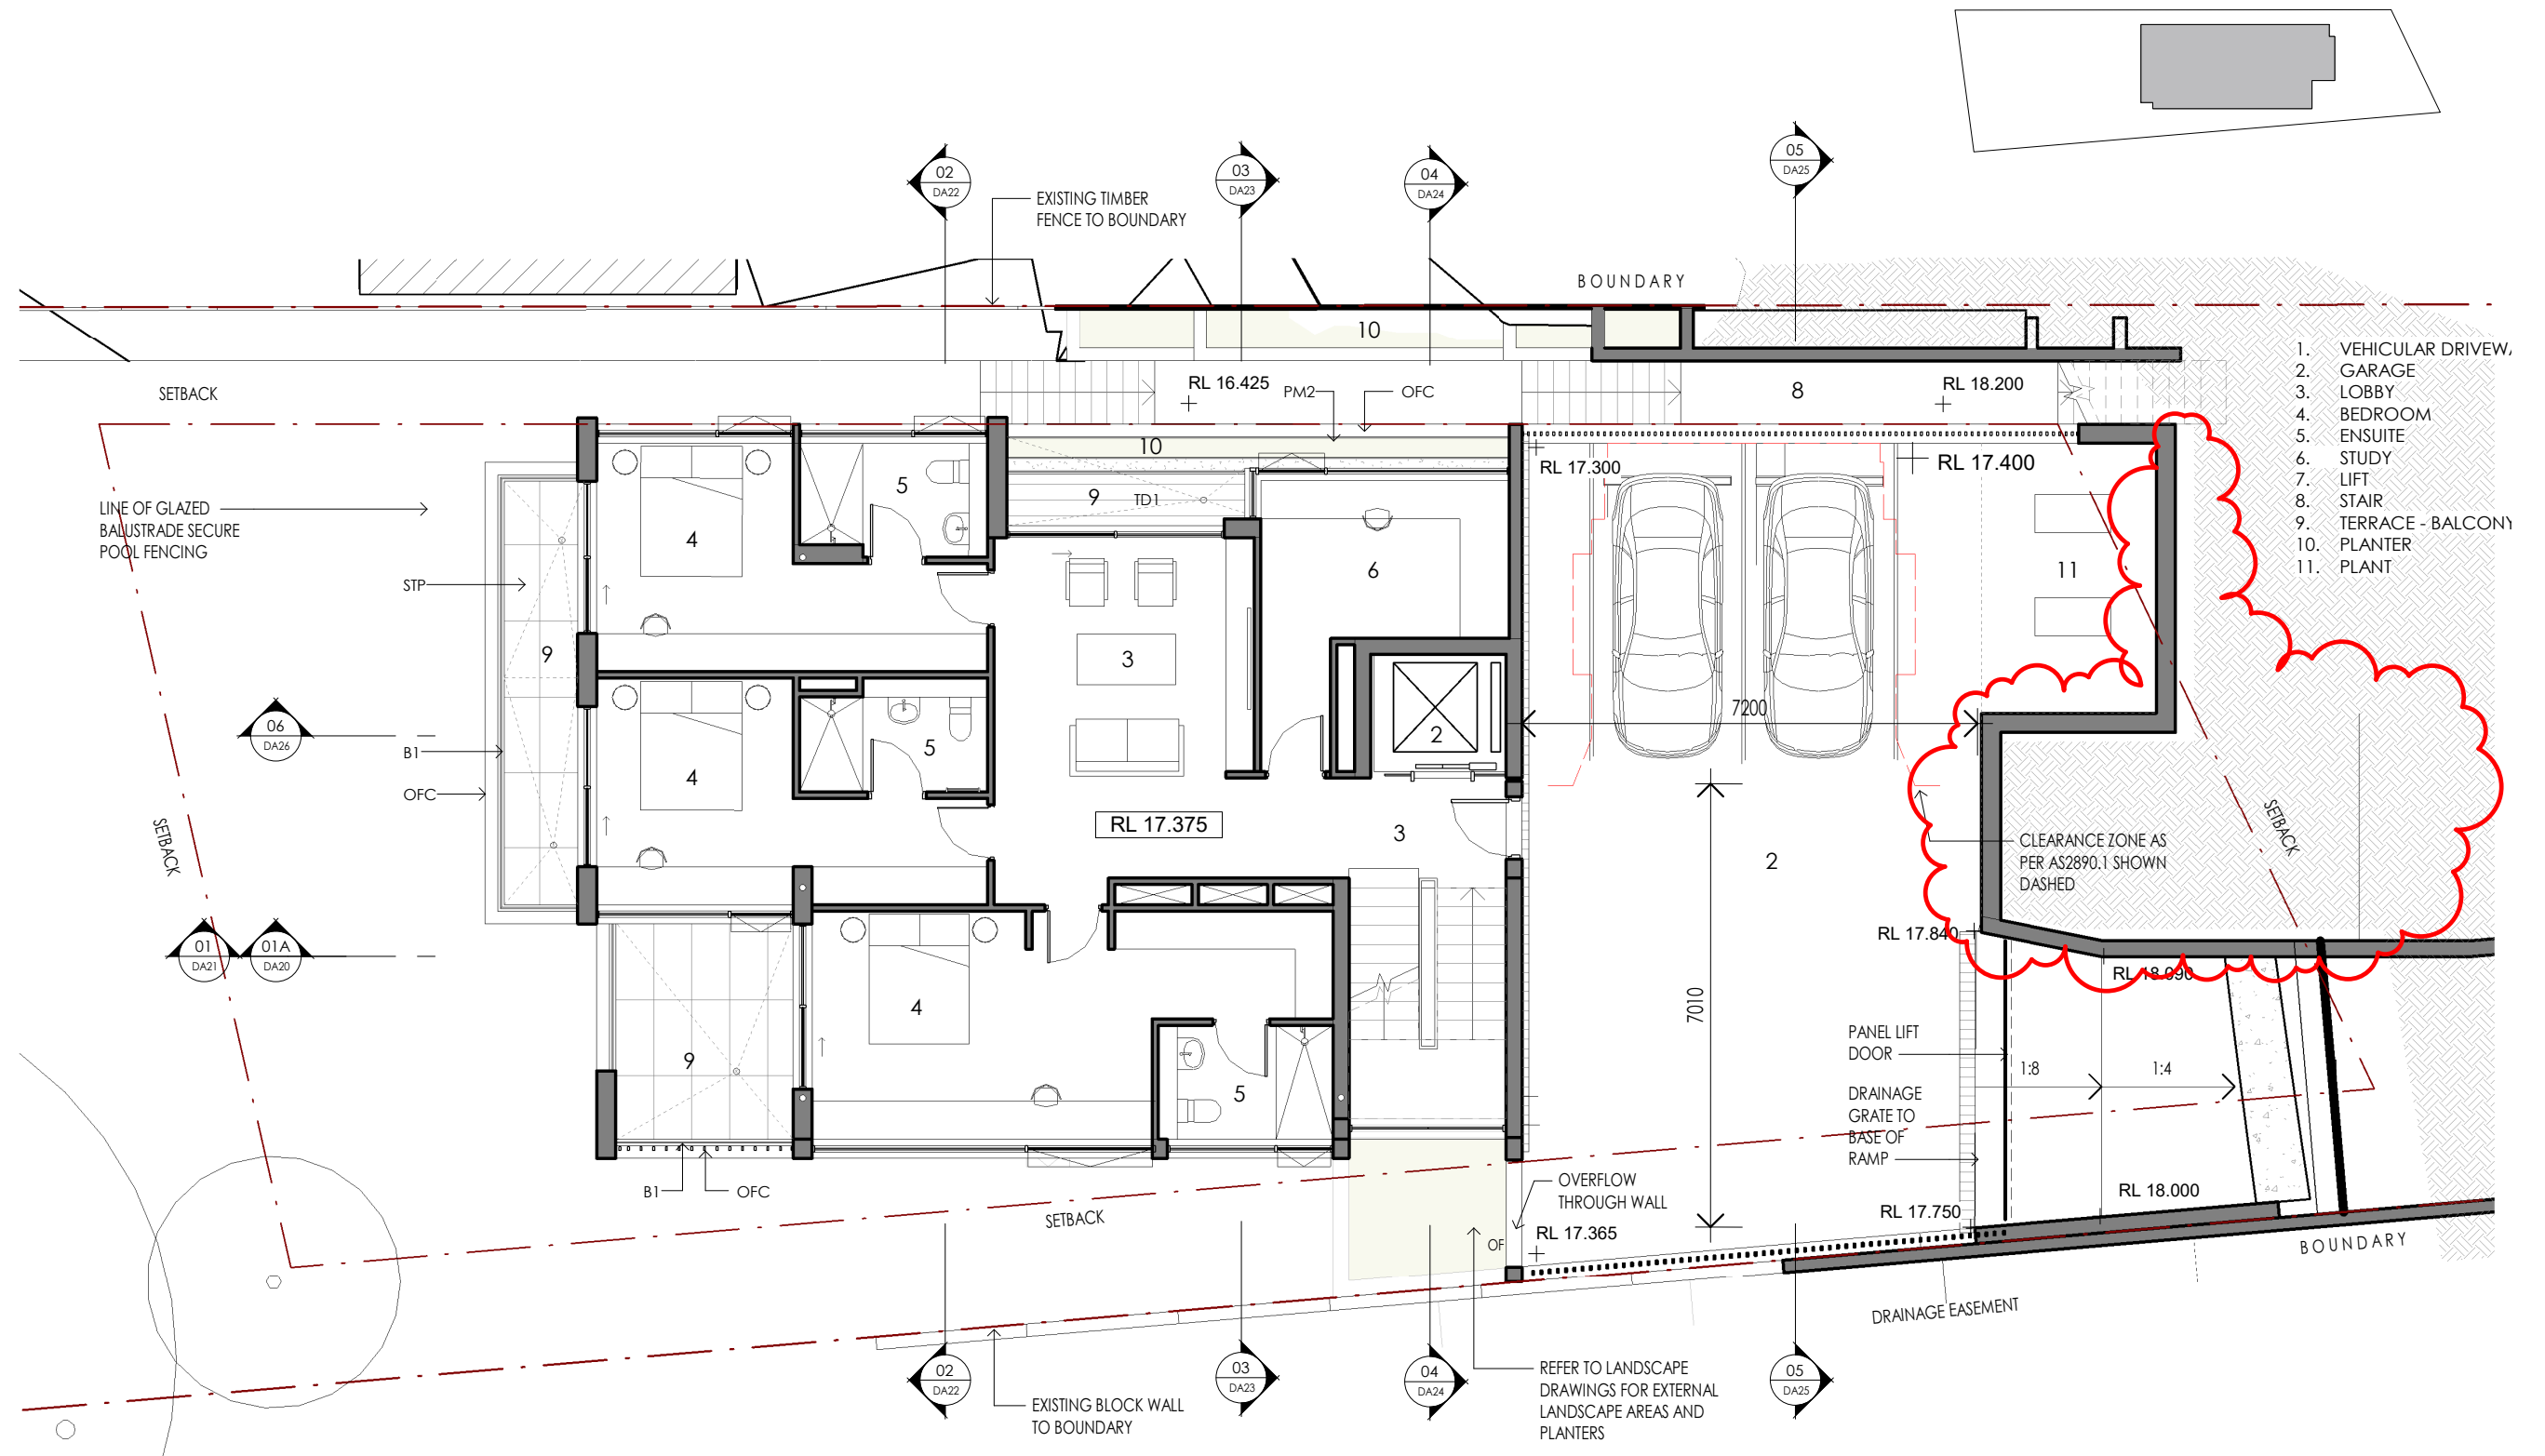 02
DA22
03
DA23
04
DA24
05
DA25
EXISTING TIMBER
FENCE TO BOUNDARY
BOUNDARY
10
1. VEHICULAR DRIVEW
2. GARAGE
3. LOBBY
4. BEDROOM
5. ENSUITE
6. STUDY
7. LIFT
8. STAIR
9. TERRACE - BALCONY
10. PLANTER
11. PLANT
SETBACK
RL 16.425
PM2
OFC
8
RL 18.200
10
RL 17.300
RL 17.400
LINE OF GLAZED
BALUSTRADE SECURE
POOL FENCING
5
9
TD1
4
6
11
STP
9
3
7200
06
DA26
B1
OFC
4
5
2
RL 17.375
3
2
SETBACK
SETBACK
CLEARANCE ZONE AS
PER AS2890.1 SHOWN
DASHED
01
DA21
01A
DA20
RL 17.840
RL 18.090
4
7010
9
5
PANEL LIFT
DOOR
1:8
1:4
DRAINAGE
GRATE TO
BASE OF
RAMP
B1
OFC
OVERFLOW
THROUGH WALL
RL 18.000
SETBACK
RL 17.750
OF
RL 17.365
BOUNDARY
DRAINAGE EASEMENT
02
DA22
03
DA23
04
DA24
05
DA25
EXISTING BLOCK WALL
TO BOUNDARY
REFER TO LANDSCAPE
DRAWINGS FOR EXTERNAL
LANDSCAPE AREAS AND
PLANTERS